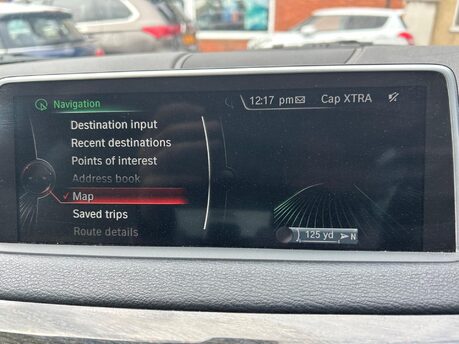 Navigation
12:17 pm Cap XTRA
Destination input
Recent destinations
Points of interest
Address book
Map
Saved trips
Route details
125 yd N